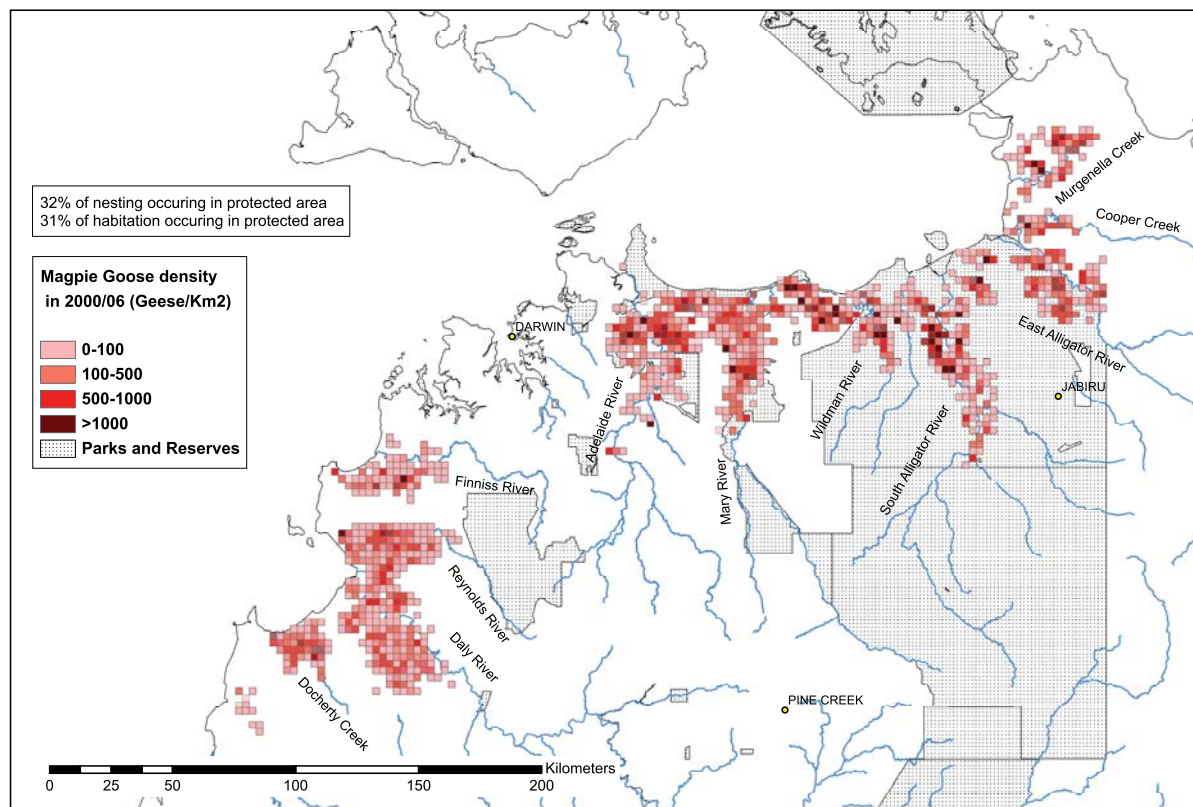 32% of nesting occuring in protected area
31% of habitation occuring in protected area
Magpie Goose density
in 2000/06 (Geese/Km2)
0-100
100-500
500-1000
>1000
Parks and Reserves
Murgenella Creek
Cooper Creek
East Alligator River
JABIRU
DARWIN
Adelaide River
Mary River
Wildman River
South Alligator River
Finniss River
Reynolds River
Daly River
Docherty Creek
PINE CREEK
Kilometers
0 25 50 100 150 200